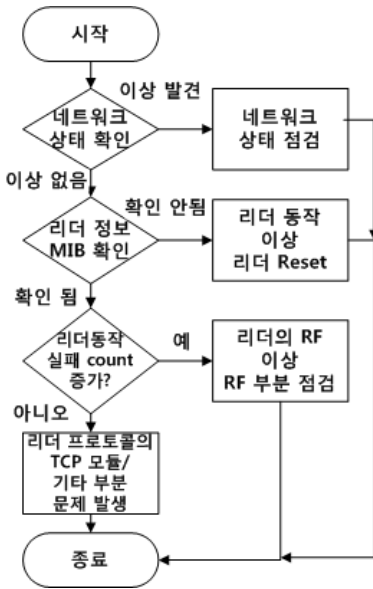 시작
이상 발견
네트워크
상태 확인
네트워크
상태 점검
이상 없음
확인 안됨
리더 정보
MIB 확인
리더 동작
이상
리더 Reset
확인 됨
리더동작
실패 count
증가?
예
리더의 RF
이상
RF 부분 점검
아니오
리더 프로토콜의
TCP 모듈/
기타 부분
문제 발생
종료